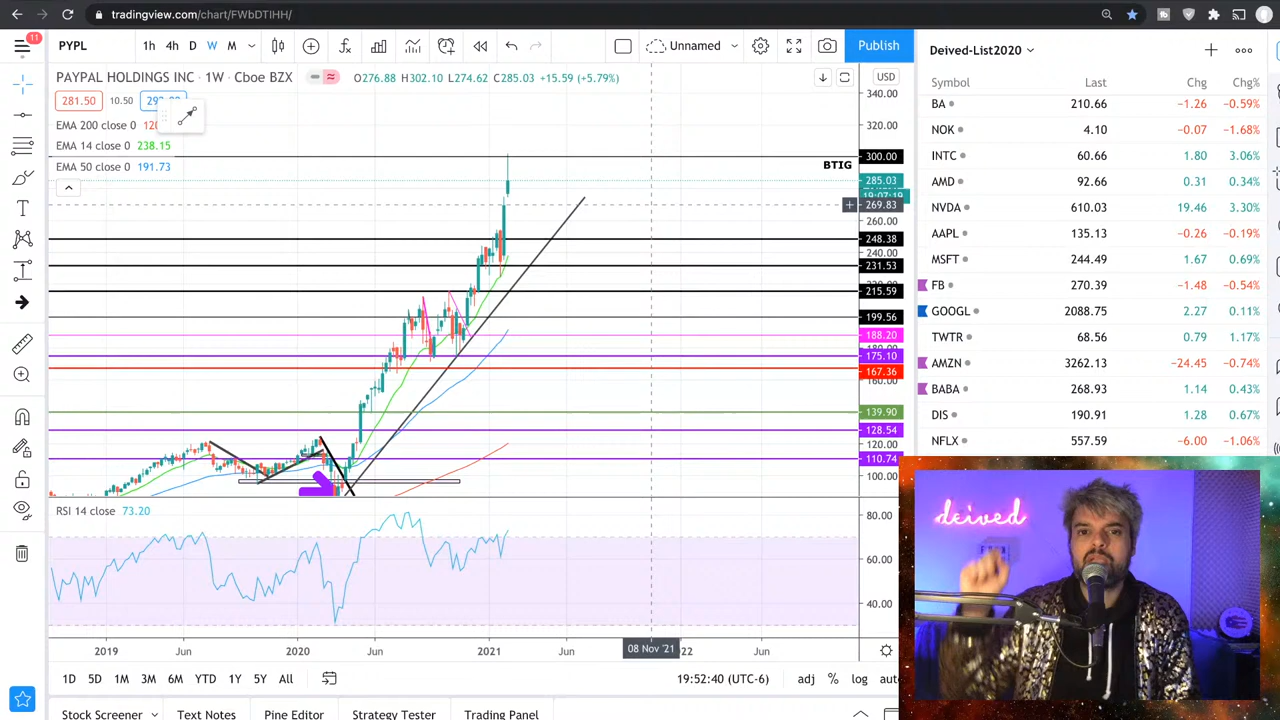 tradingview.com/chart/FWbDTIHH/
11
PYPL
1h 4h D W M
Unnamed
Publish
PAYPAL HOLDINGS INC · 1W · Cboe BZX
O276.88 H302.10 L274.62 C285.03 +15.59 (+5.79%)
USD
281.50 10.50
EMA 200 close 0
EMA 14 close 0 238.15
EMA 50 close 0 191.73
BTIG
340.00
320.00
300.00
285.03
19:07:19
269.83
260.00
248.38
240.00
231.53
215.59
199.56
188.20
180.00
175.10
167.36
160.00
139.90
128.54
120.00
110.74
100.00
RSI 14 close 73.20
80.00
60.00
40.00
2019 Jun 2020 Jun 2021 Jun 08 Nov '21 22 Jun
1D 5D 1M 3M 6M YTD 1Y 5Y All
19:52:40 (UTC-6) adj % log
Stock Screener Text Notes Pine Editor Strategy Tester Trading Panel
Deived-List2020
Symbol Last Chg Chg%
BA 210.66 −1.26 −0.59%
NOK 4.10 −0.07 −1.68%
INTC 60.66 1.80 3.06%
AMD 92.66 0.31 0.34%
NVDA 610.03 19.46 3.30%
AAPL 135.13 −0.26 −0.19%
MSFT 244.49 1.67 0.69%
FB 270.39 −1.48 −0.54%
GOOGL 2088.75 2.27 0.11%
TWTR 68.56 0.79 1.17%
AMZN 3262.13 −24.45 −0.74%
BABA 268.93 1.14 0.43%
DIS 190.91 1.28 0.67%
NFLX 557.59 −6.00 −1.06%
deived